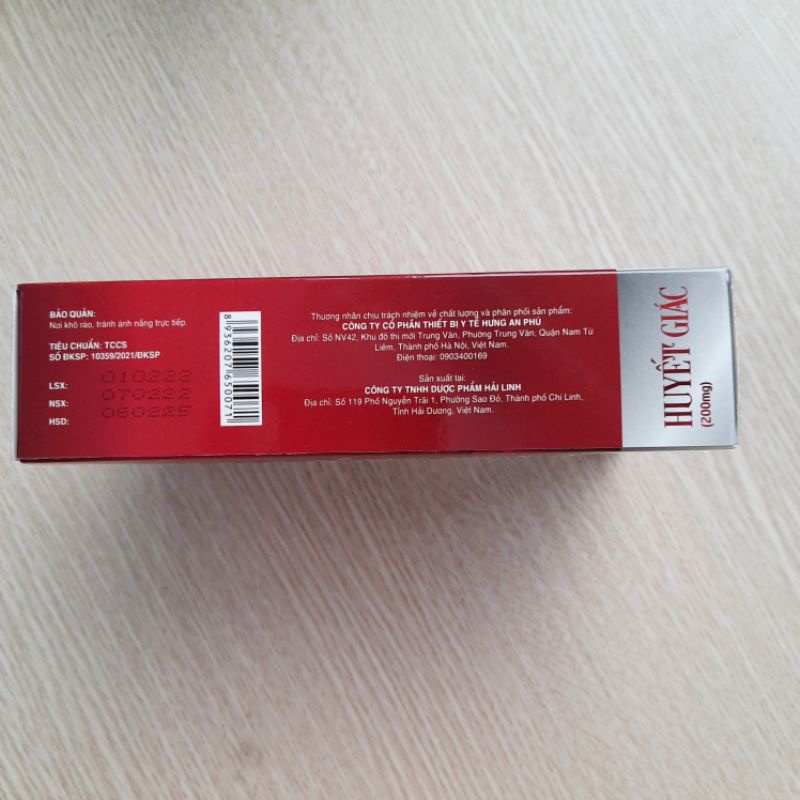 BẢO QUẢN:
Nơi khô ráo, tránh ánh nắng trực tiếp.
TIÊU CHUẨN: TCCS
SỐ ĐKSP: 10359/2021/ĐKSP
LSX: 010222
NSX: 070222
HSD: 060225
8936207650071
Thương nhân chịu trách nhiệm về chất lượng và phân phối sản phẩm:
CÔNG TY CỔ PHẦN THIẾT BỊ Y TẾ HƯNG AN PHÚ
Địa chỉ: Số NV42, Khu đô thị mới Trung Văn, Phường Trung Văn, Quận Nam Từ
Liêm, Thành phố Hà Nội, Việt Nam.
Điện thoại: 0903400169
Sản xuất tại:
CÔNG TY TNHH DƯỢC PHẨM HẢI LINH
Địa chỉ: Số 119 Phố Nguyễn Trãi 1, Phường Sao Đỏ, Thành phố Chí Linh,
Tỉnh Hải Dương, Việt Nam.
HUYẾT GIÁC
(200mg)